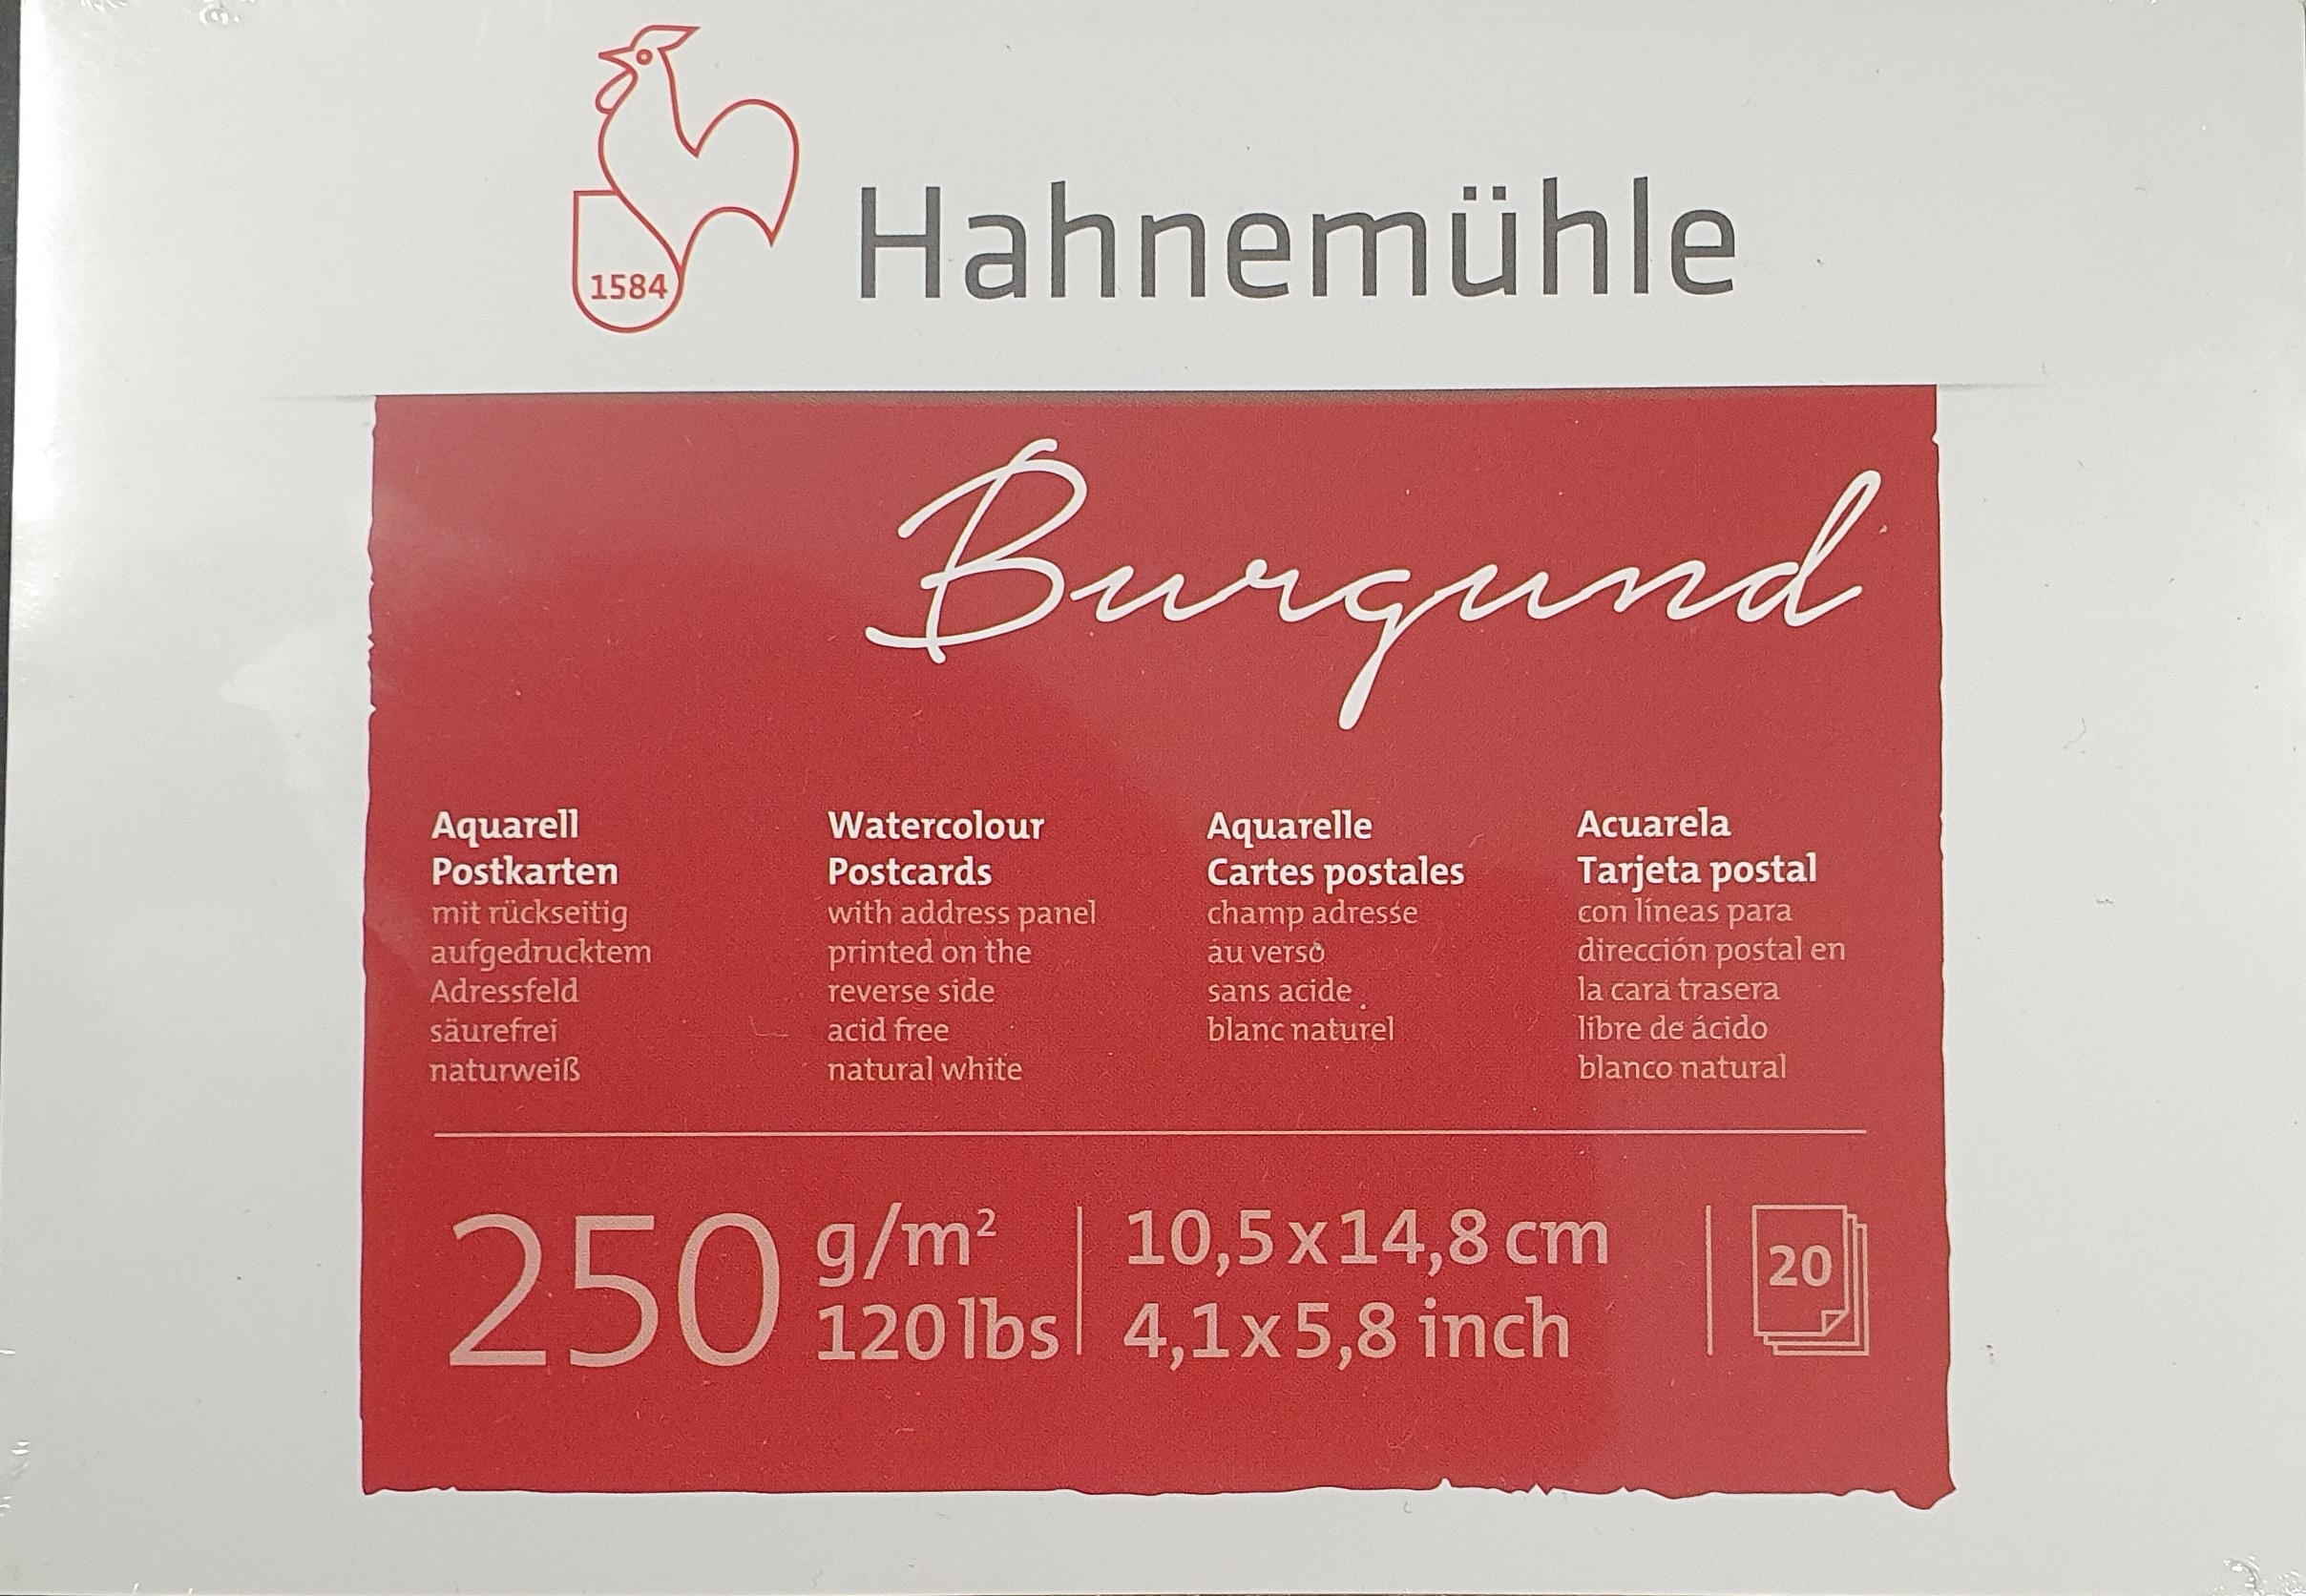 1584
Hahnemühle
Burgund
Aquarell
Postkarten
mit rückseitig
aufgedrucktem
Adressfeld
säurefrei
naturweiß
Watercolour
Postcards
with address panel
printed on the
reverse side
acid free
natural white
Aquarelle
Cartes postales
champ adresse
au verso
sans acide
blanc naturel
Acuarela
Tarjeta postal
con líneas para
dirección postal en
la cara trasera
libre de ácido
blanco natural
250 g/m²
120 lbs
10,5 x 14,8 cm
4,1 x 5,8 inch
20